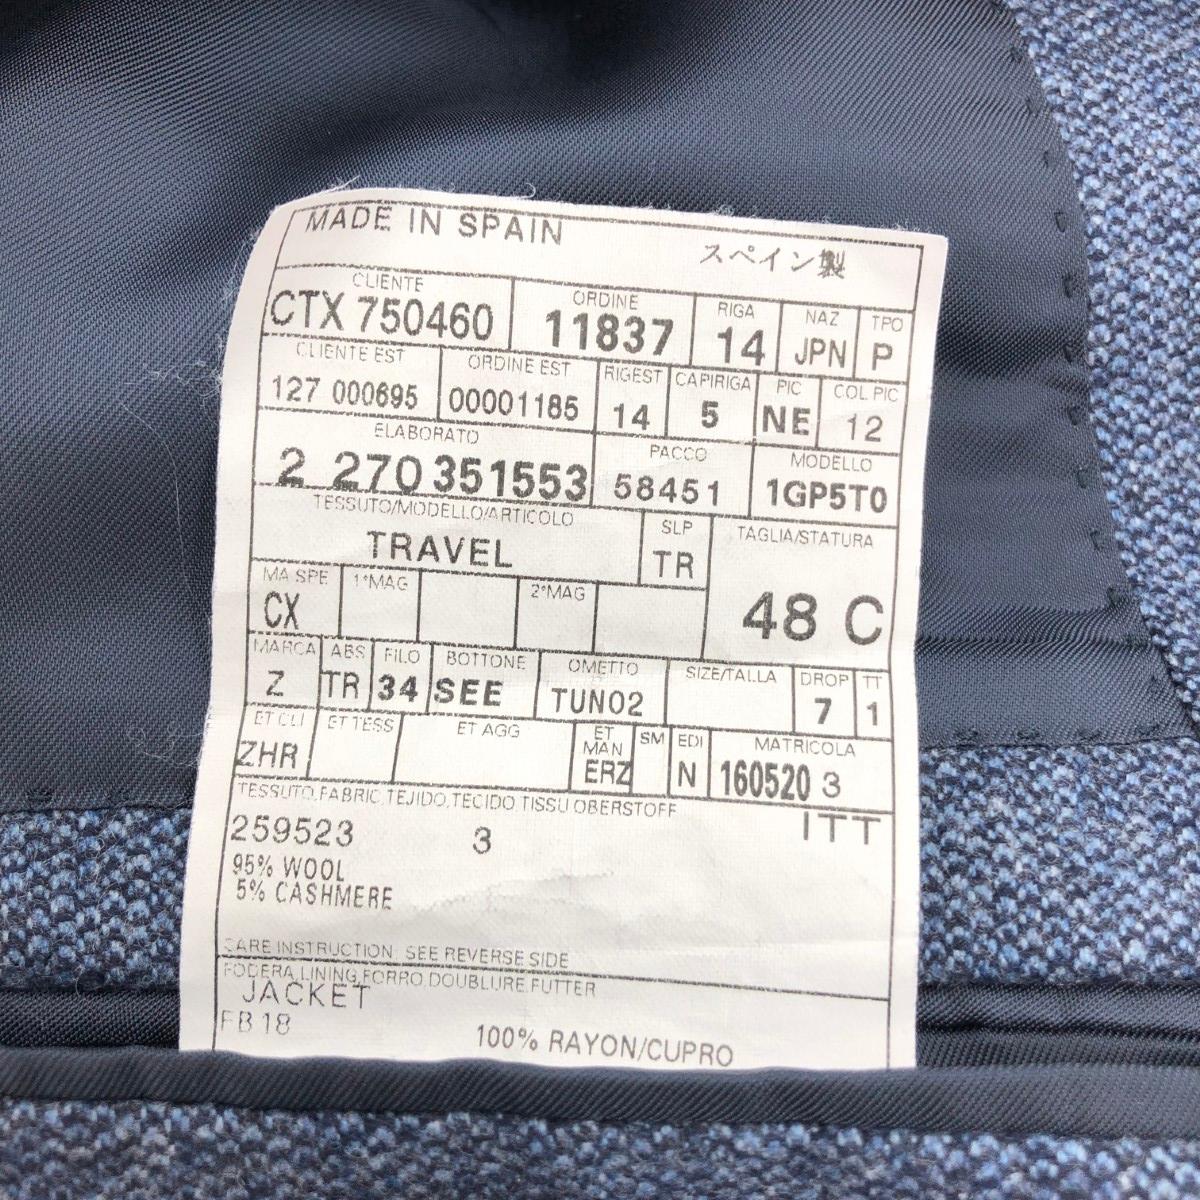 MADE IN SPAIN
スペイン製
CLIENTE ORDINE RIGA NAZ TPO
CTX 750460 11837 14 JPN P
CLIENTE EST ORDINE EST RIGEST CAPIRIGA PIC COL PIC
127 000695 00001185 14 5 NE 12
ELABORATO PACCO MODELLO
2 270 351553 58451 1GP5T0
TESSUTO/MODELLO/ARTICOLO SLP TAGLIA/STATURA
TRAVEL TR 48 C
MA SPE 1°MAG 2°MAG
CX
MARCA ABS FILO BOTTONE OMETTO SIZE/TALLA DROP TT
Z TR 34 SEE TUN02 7 1
ET CLI ET TESS ET AGG ET MAN SM EDI MATRICOLA
ZHR ERZ N 160520 3
TESSUTO,FABRIC,TEJIDO,TECIDO,TISSU OBERSTOFF ITT
259523 3
95% WOOL
5% CASHMERE
CARE INSTRUCTION: SEE REVERSE SIDE
FODERA,LINING,FORRO,DOUBLURE,FUTTER
JACKET
FB18 100% RAYON/CUPRO